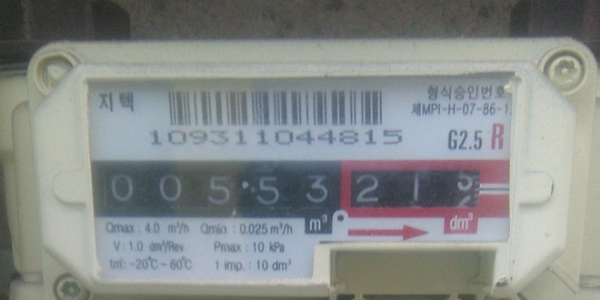 지텍
형식승인번호
제MPI-H-07-86-1
109311044815
G2.5 R
0 0 5 5 3 2 1
m³ dm³
Qmax : 4.0 m³/h Qmin : 0.025 m³/h
V : 1.0 dm³/Rev Pmax : 10 kPa
tm: -20℃ ~ 60℃ 1 imp. : 10 dm³